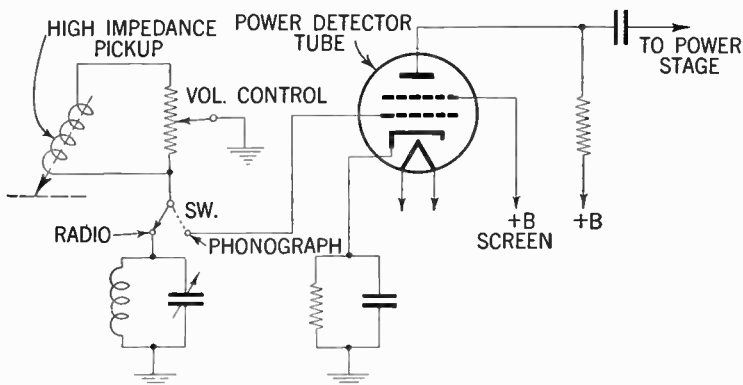 HIGH IMPEDANCE
PICKUP
POWER DETECTOR
TUBE
TO POWER
STAGE
VOL. CONTROL
SW.
RADIO
PHONOGRAPH
+B
SCREEN
+B